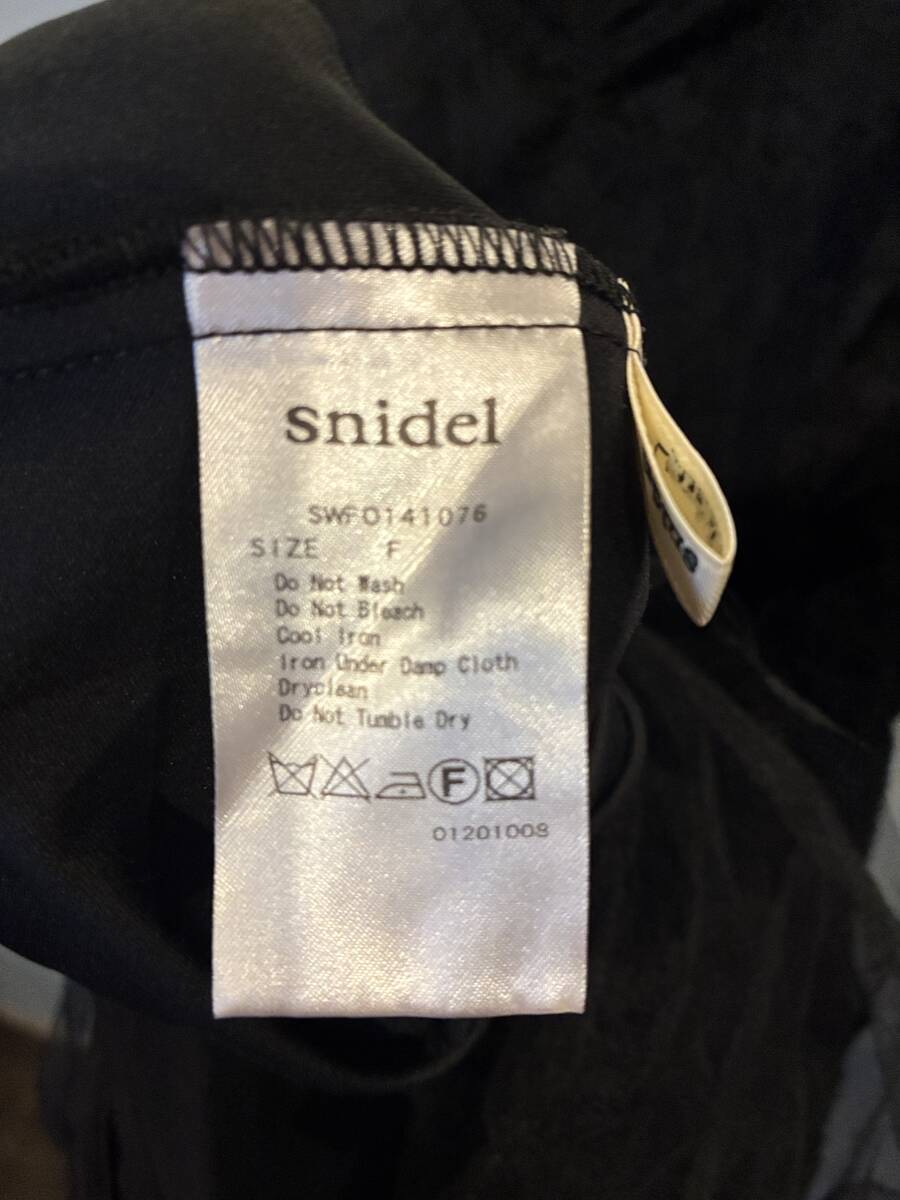 snidel
SWFO141076
SIZE F
Do Not Wash
Do Not Bleach
Cool Iron
Iron Under Damp Cloth
Dryclean
Do Not Tumble Dry
F
01201008